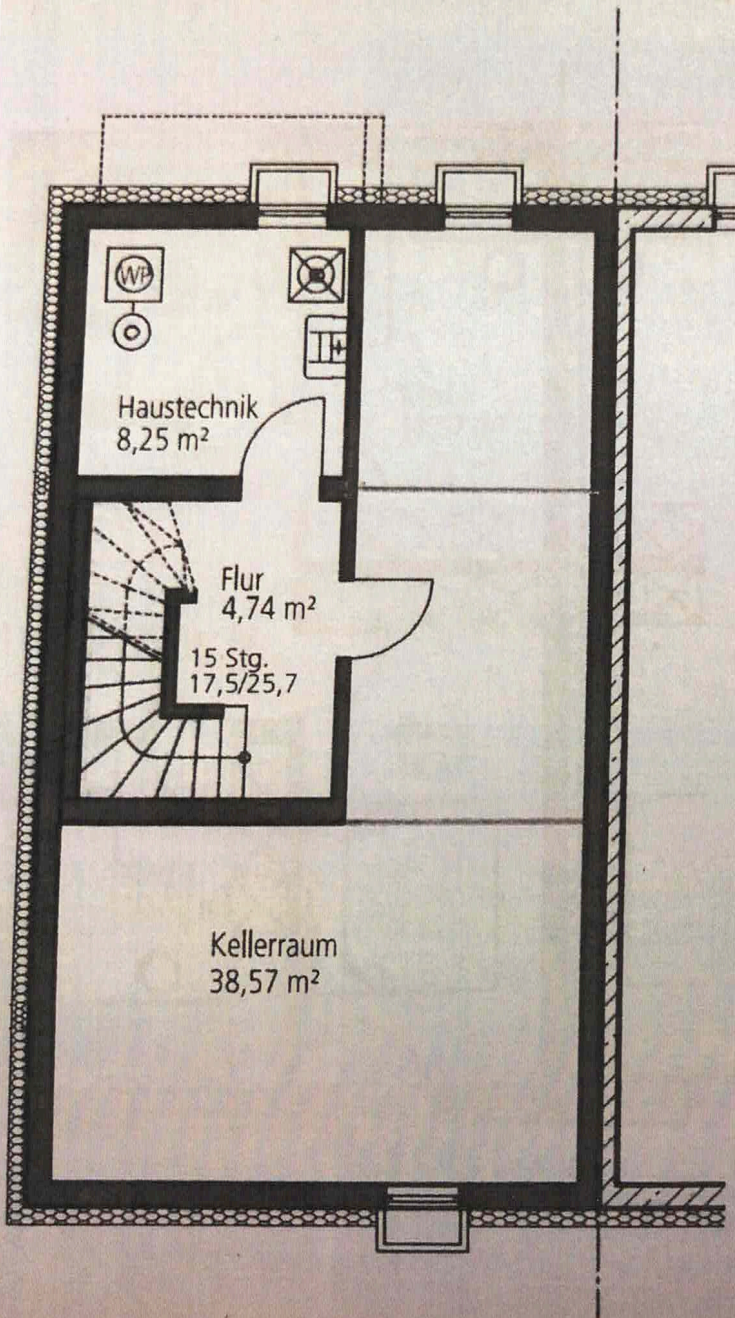 WP
Haustechnik
8,25 m²
Flur
4,74 m²
15 Stg.
17,5/25,7
Kellerraum
38,57 m²